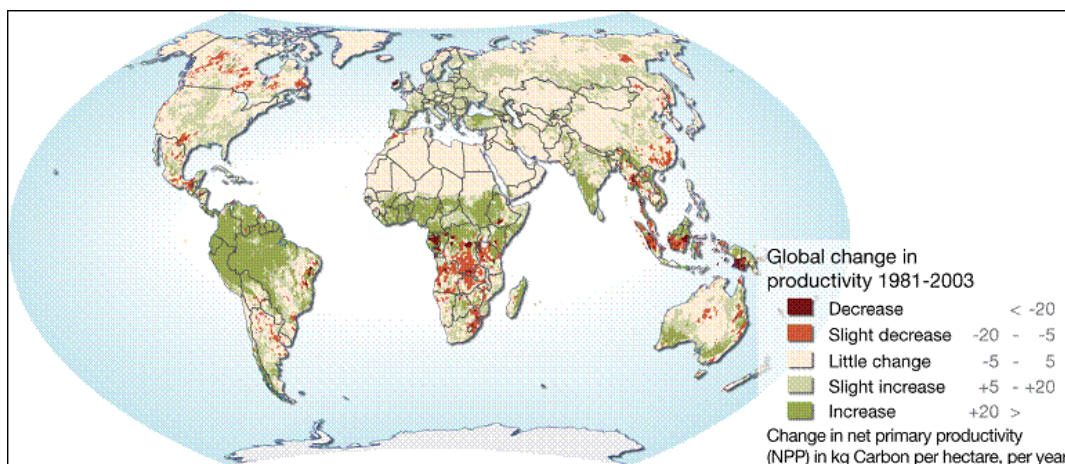 Global change in
productivity 1981-2003
Decrease < -20
Slight decrease -20 - -5
Little change -5 - 5
Slight increase +5 - +20
Increase +20 >
Change in net primary productivity
(NPP) in kg Carbon per hectare, per year